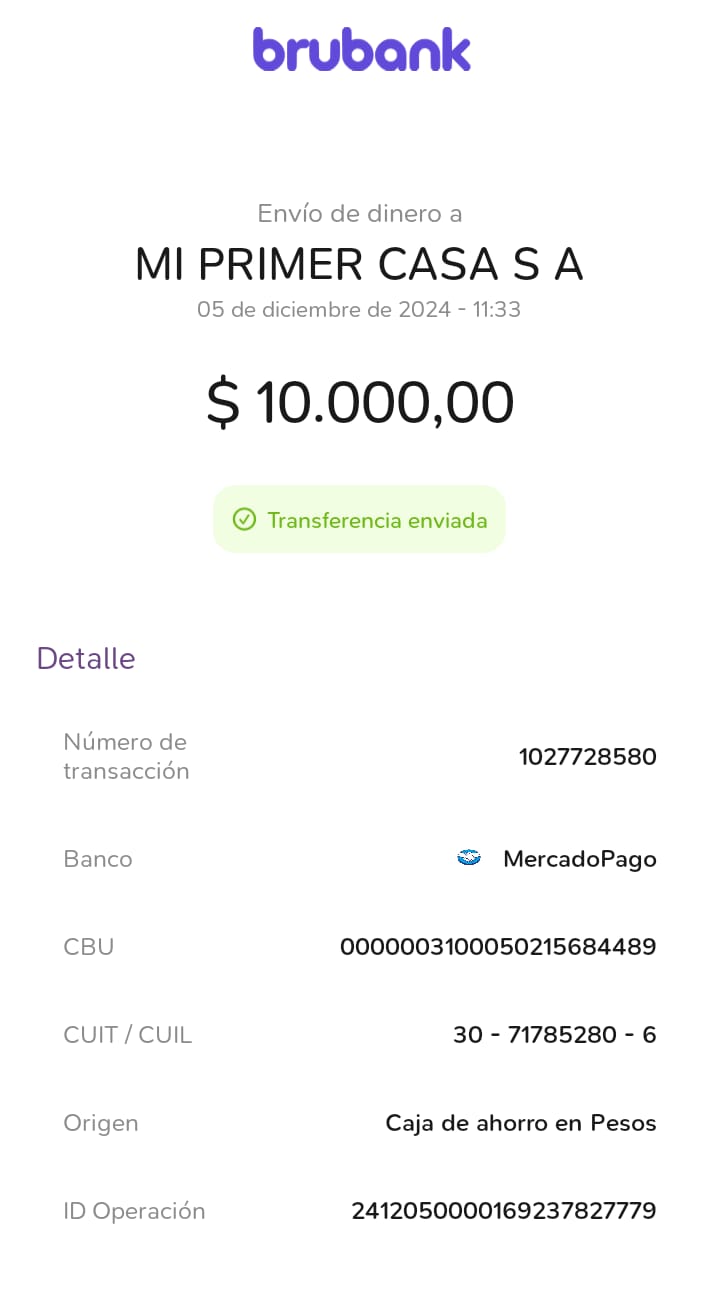 brubank
Envío de dinero a
MI PRIMER CASA S A
05 de diciembre de 2024 - 11:33
$ 10.000,00
Transferencia enviada
Detalle
Número de
transacción
1027728580
Banco
MercadoPago
CBU
0000003100050215684489
CUIT / CUIL
30 - 71785280 - 6
Origen
Caja de ahorro en Pesos
ID Operación
2412050000169237827779